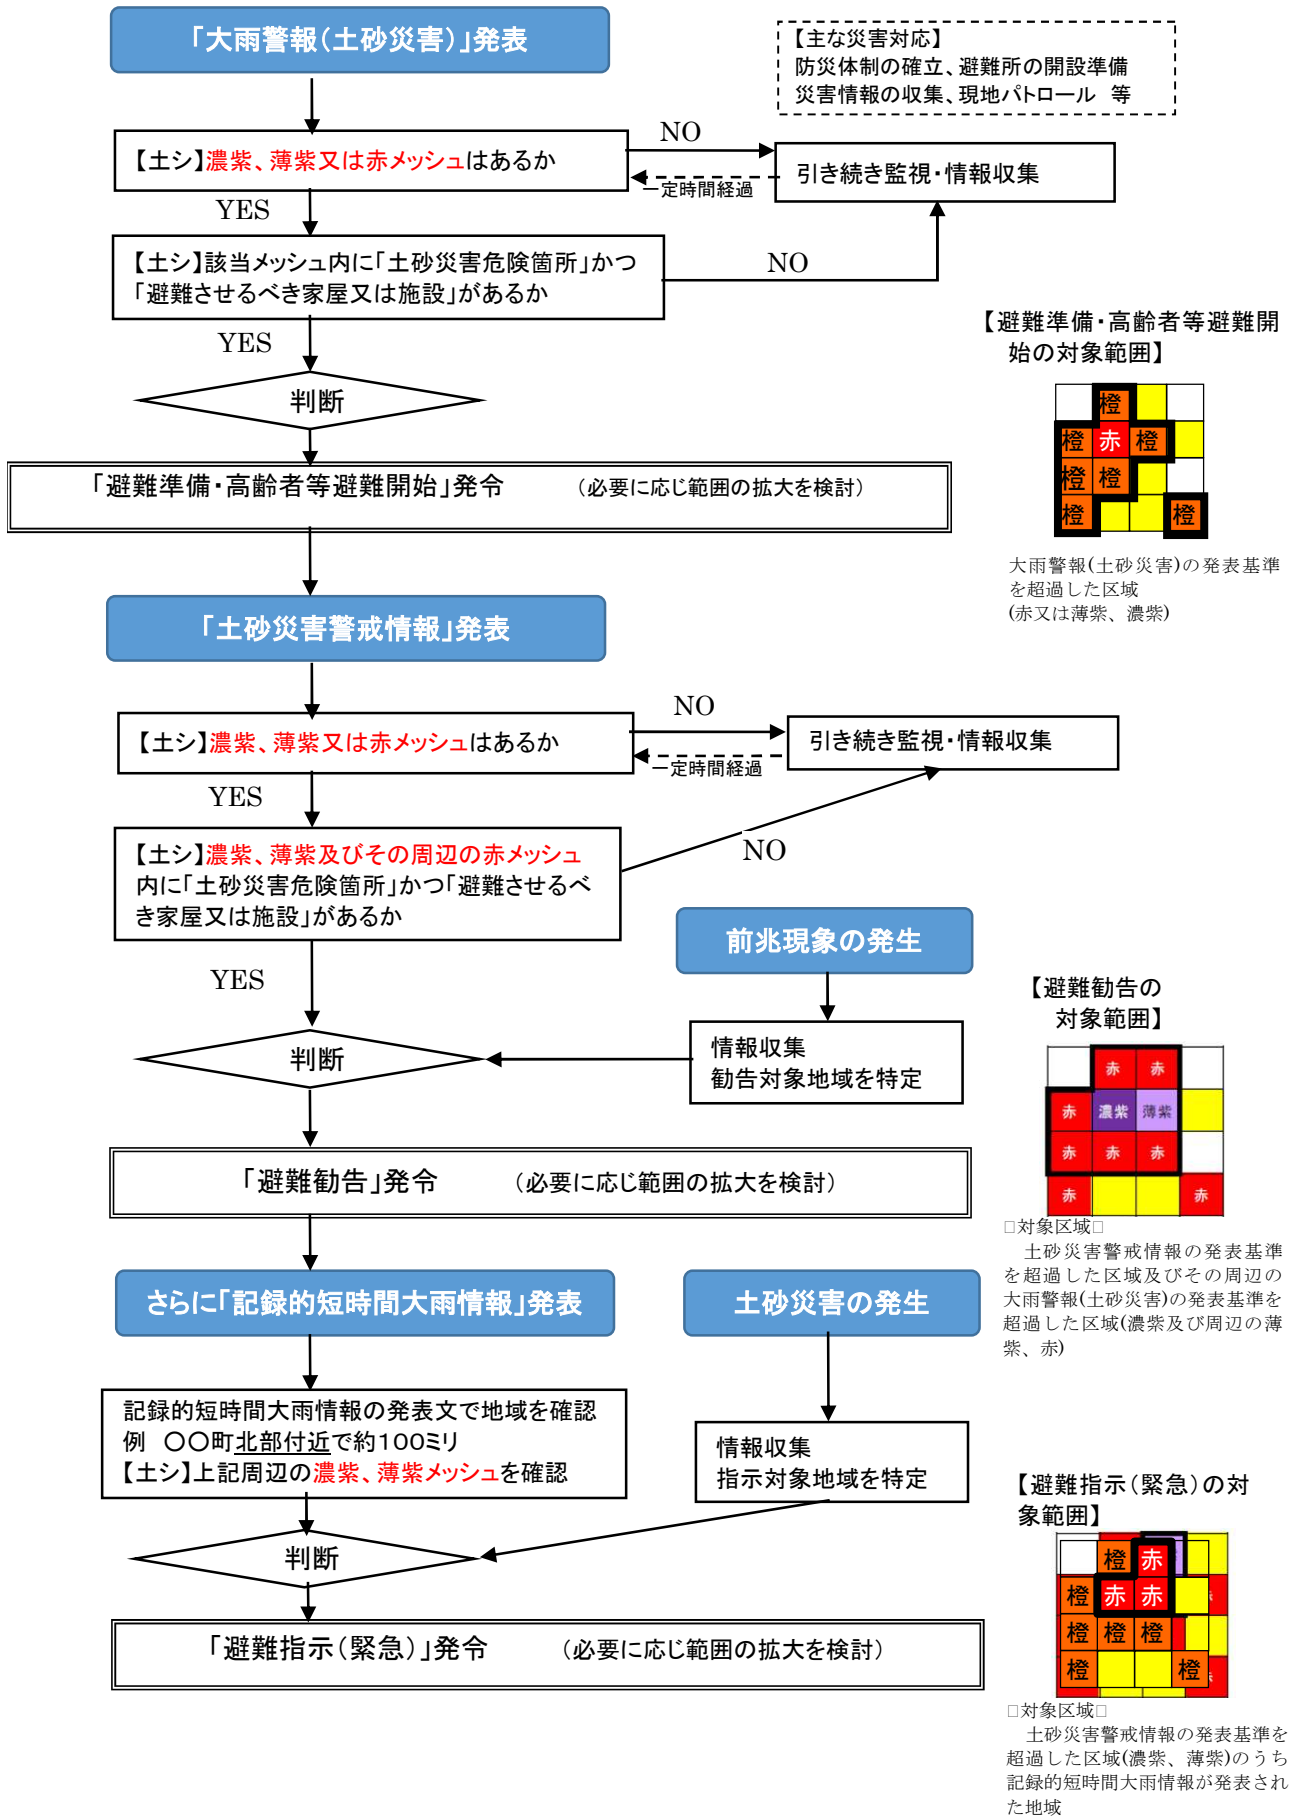 「大雨警報(土砂災害)」発表
【主な災害対応】
防災体制の確立、避難所の開設準備
災害情報の収集、現地パトロール 等
【土シ】濃紫、薄紫又は赤メッシュはあるか
NO
引き続き監視・情報収集
一定時間経過
YES
【土シ】該当メッシュ内に「土砂災害危険箇所」かつ
「避難させるべき家屋又は施設」があるか
NO
YES
判断
「避難準備・高齢者等避難開始」発令 (必要に応じ範囲の拡大を検討)
【避難準備・高齢者等避難開
始の対象範囲】
橙
橙 赤 橙
橙 橙
橙 橙
大雨警報(土砂災害)の発表基準
を超過した区域
(赤又は薄紫、濃紫)
「土砂災害警戒情報」発表
【土シ】濃紫、薄紫又は赤メッシュはあるか
NO
引き続き監視・情報収集
一定時間経過
YES
【土シ】濃紫、薄紫及びその周辺の赤メッシュ
内に「土砂災害危険箇所」かつ「避難させるべ
き家屋又は施設」があるか
NO
YES
前兆現象の発生
情報収集
勧告対象地域を特定
判断
「避難勧告」発令 (必要に応じ範囲の拡大を検討)
【避難勧告の
対象範囲】
赤 赤
赤 濃紫 薄紫
赤 赤 赤
赤 赤
□対象区域□
土砂災害警戒情報の発表基準
を超過した区域及びその周辺の
大雨警報(土砂災害)の発表基準を
超過した区域(濃紫及び周辺の薄
紫、赤)
さらに「記録的短時間大雨情報」発表
土砂災害の発生
記録的短時間大雨情報の発表文で地域を確認
例 〇〇町北部付近で約100ミリ
【土シ】上記周辺の濃紫、薄紫メッシュを確認
情報収集
指示対象地域を特定
判断
「避難指示(緊急)」発令 (必要に応じ範囲の拡大を検討)
【避難指示(緊急)の対
象範囲】
橙 赤
橙 赤 赤
橙 橙 橙
橙 橙
□対象区域□
土砂災害警戒情報の発表基準を
超過した区域(濃紫、薄紫)のうち
記録的短時間大雨情報が発表され
た地域